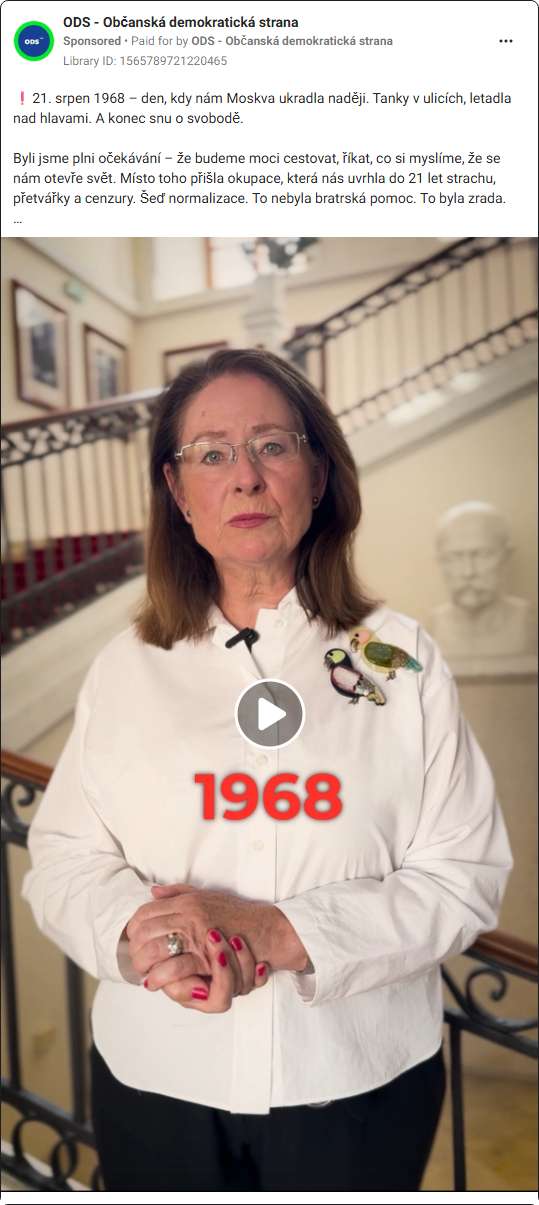 ODS - Občanská demokratická strana
Sponsored • Paid for by ODS - Občanská demokratická strana
Library ID: 1565789721220465
❗ 21. srpen 1968 – den, kdy nám Moskva ukradla naději. Tanky v ulicích, letadla
nad hlavami. A konec snu o svobodě.
Byli jsme plni očekávání – že budeme moci cestovat, říkat, co si myslíme, že se
nám otevře svět. Místo toho přišla okupace, která nás uvrhla do 21 let strachu,
přetvářky a cenzury. Šeď normalizace. To nebyla bratrská pomoc. To byla zrada.
...
ODS
1968